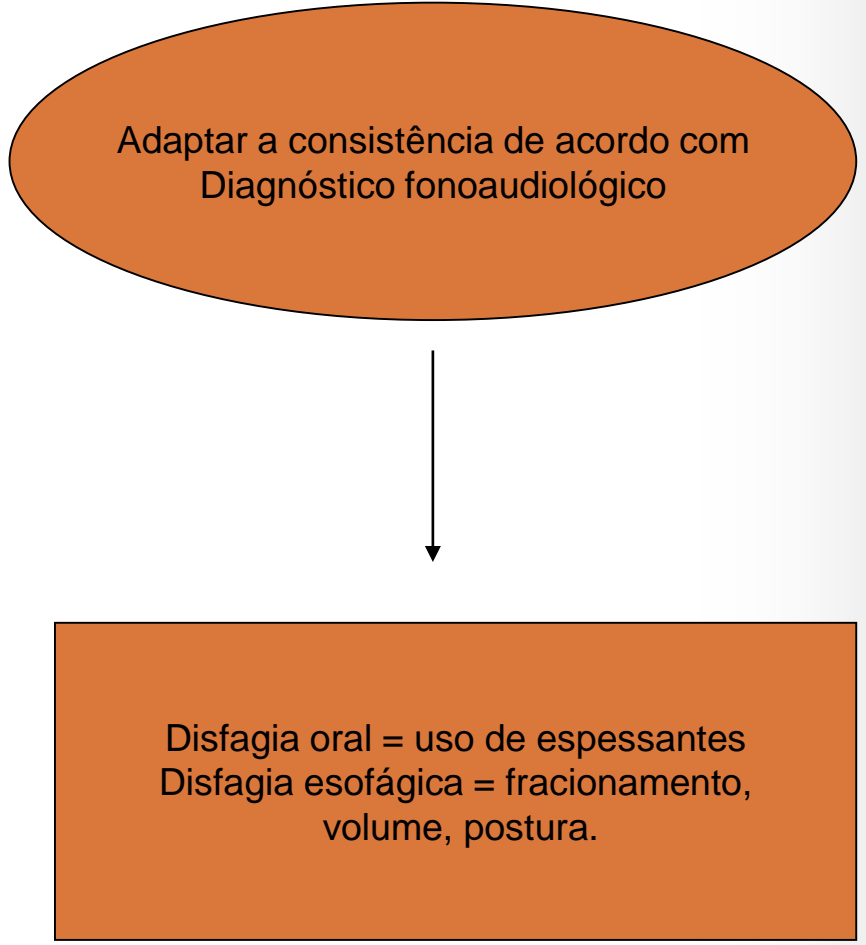 Adaptar a consistência de acordo com
Diagnóstico fonoaudiológico
Disfagia oral = uso de espessantes
Disfagia esofágica = fracionamento,
volume, postura.